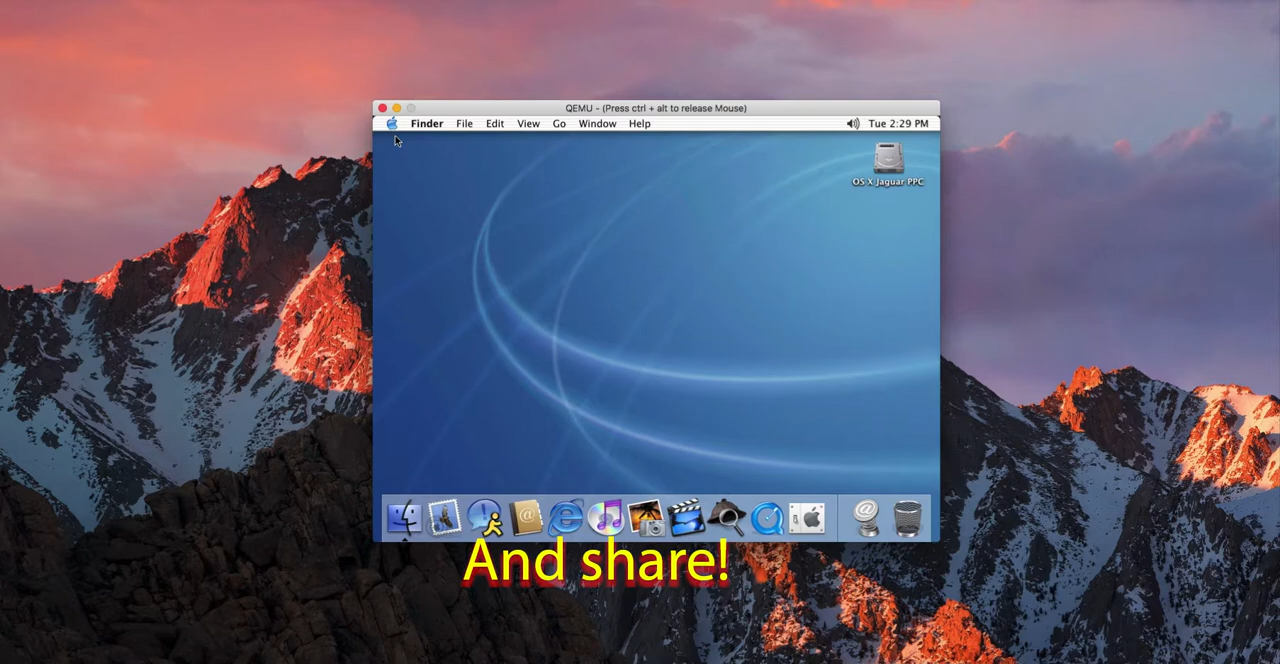 QEMU - (Press ctrl + alt to release Mouse)
Finder File Edit View Go Window Help Tue 2:29 PM
OS X Jaguar PPC
And share!